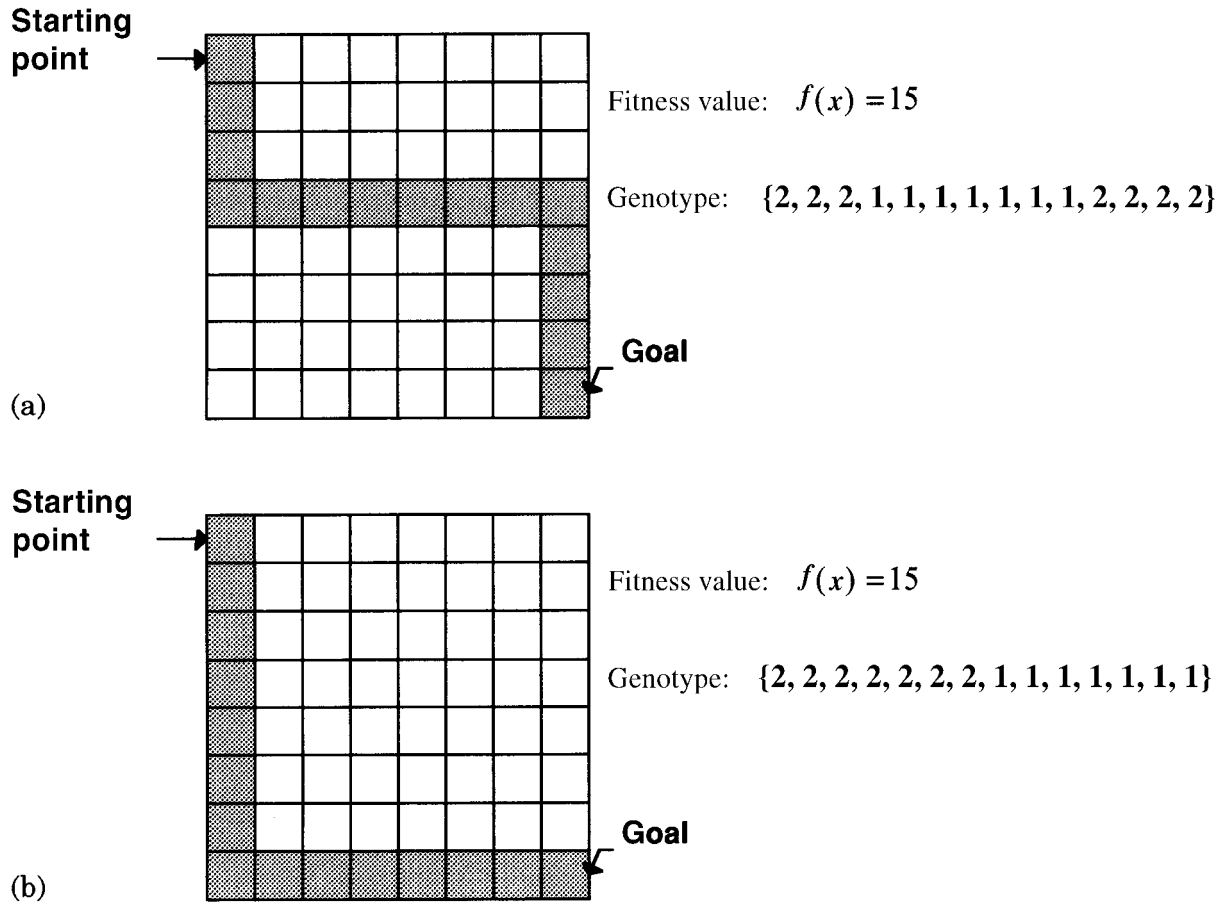 Starting
point
Fitness value: f(x) = 15
Genotype: {2, 2, 2, 1, 1, 1, 1, 1, 1, 1, 2, 2, 2, 2}
Goal
(a)
Starting
point
Fitness value: f(x) = 15
Genotype: {2, 2, 2, 2, 2, 2, 2, 1, 1, 1, 1, 1, 1, 1}
Goal
(b)